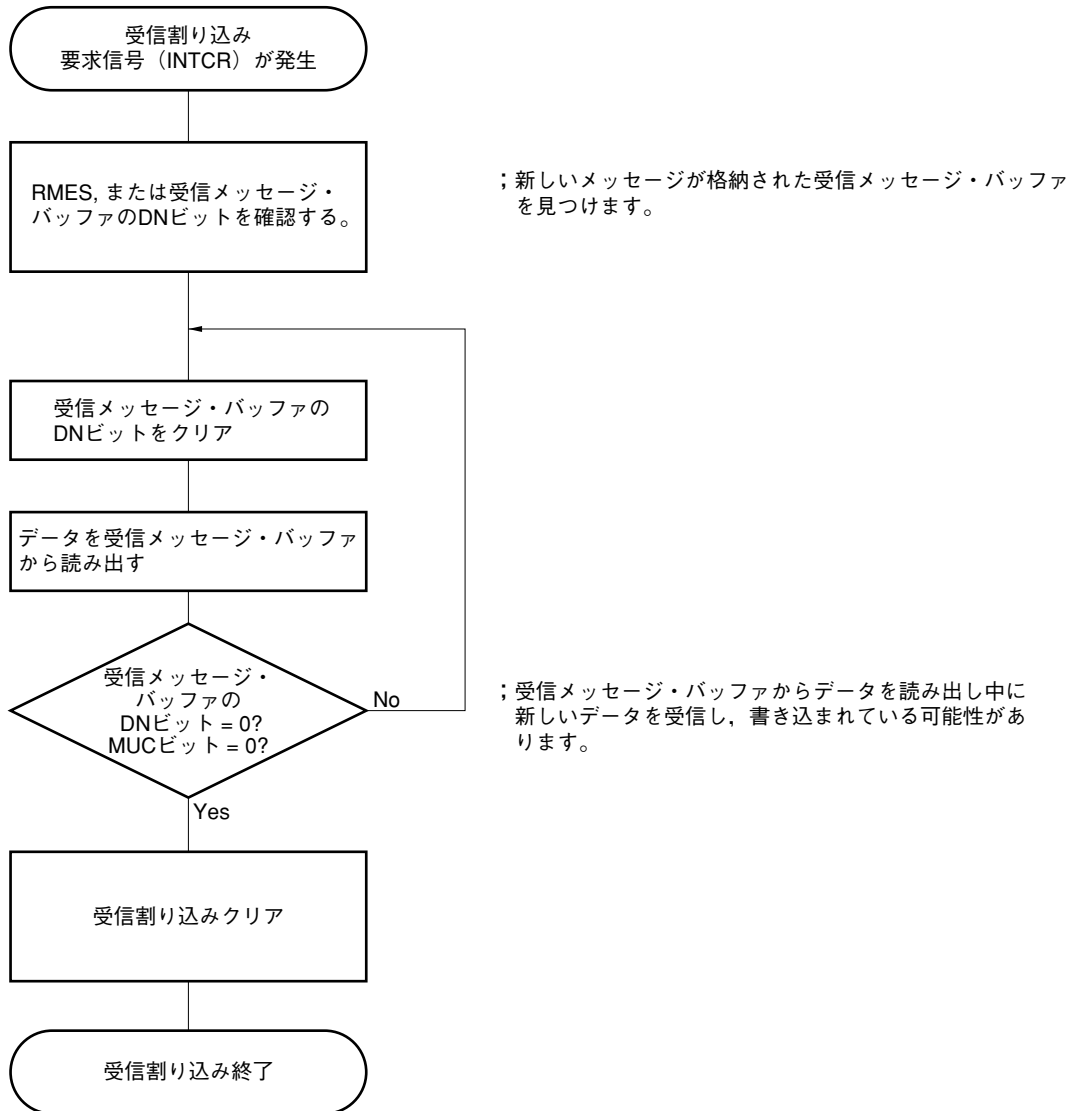 受信割り込み
要求信号（INTCR）が発生
RMES, または受信メッセージ・
バッファのDNビットを確認する。
；新しいメッセージが格納された受信メッセージ・バッファ
を見つけます。
受信メッセージ・バッファの
DNビットをクリア
データを受信メッセージ・バッファ
から読み出す
受信メッセージ・
バッファの
DNビット = 0?
MUCビット = 0?
No
；受信メッセージ・バッファからデータを読み出し中に
新しいデータを受信し，書き込まれている可能性があ
ります。
Yes
受信割り込みクリア
受信割り込み終了